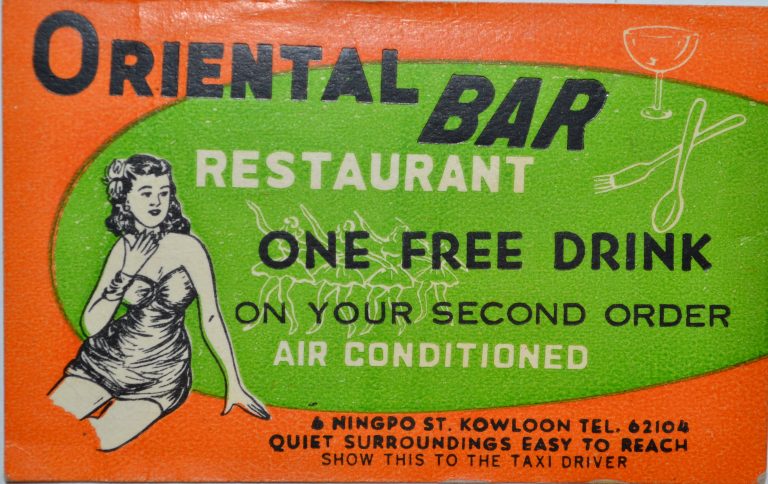 ORIENTAL BAR
RESTAURANT
ONE FREE DRINK
ON YOUR SECOND ORDER
AIR CONDITIONED
6 NINGPO ST. KOWLOON TEL. 62104
QUIET SURROUNDINGS EASY TO REACH
SHOW THIS TO THE TAXI DRIVER